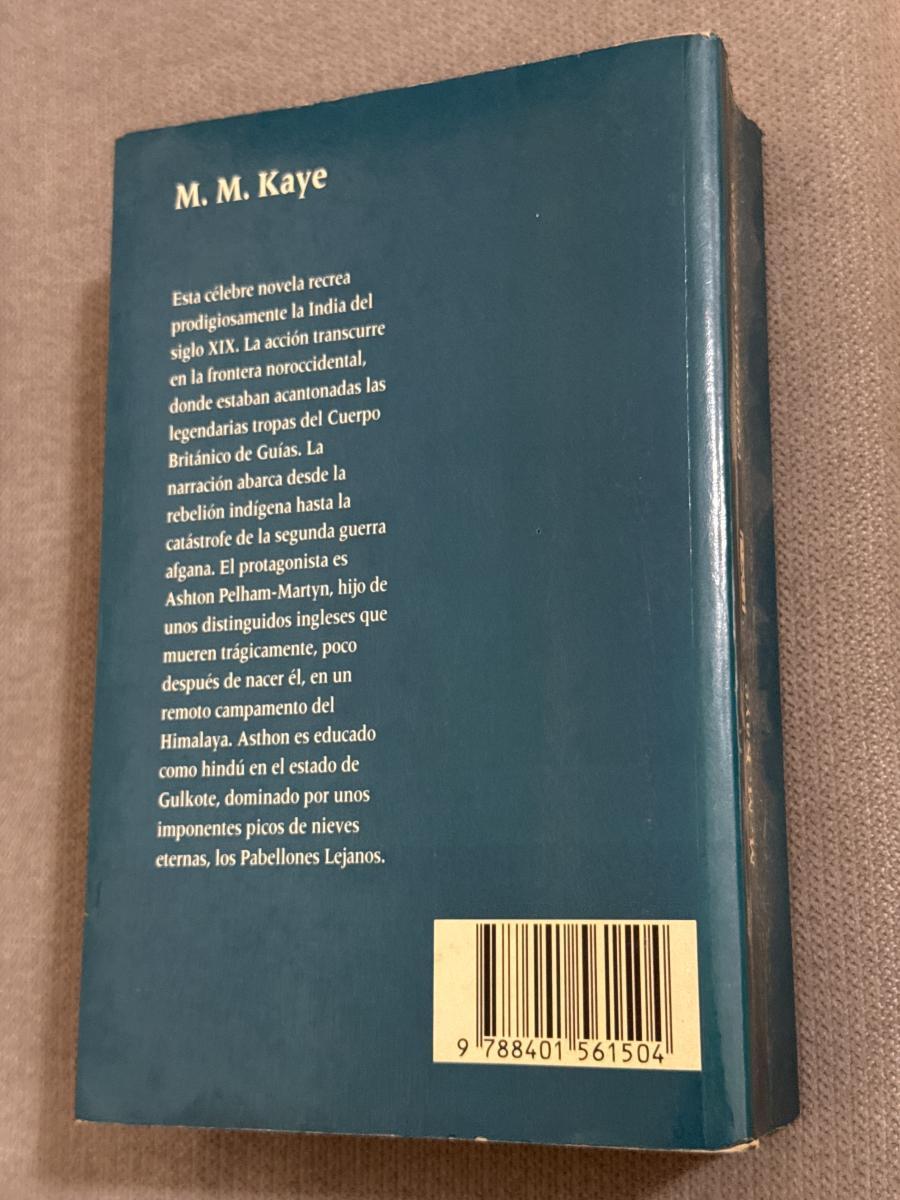 M. M. Kaye
Esta célebre novela recrea
prodigiosamente la India del
siglo XIX. La acción transcurre
en la frontera noroccidental,
donde estaban acantonadas las
legendarias tropas del Cuerpo
Británico de Guías. La
narración abarca desde la
rebelión indígena hasta la
catástrofe de la segunda guerra
afgana. El protagonista es
Ashton Pelham-Martyn, hijo de
unos distinguidos ingleses que
mueren trágicamente, poco
después de nacer él, en un
remoto campamento del
Himalaya. Asthon es educado
como hindú en el estado de
Gulkote, dominado por unos
imponentes picos de nieves
eternas, los Pabellones Lejanos.
9 788401 561504